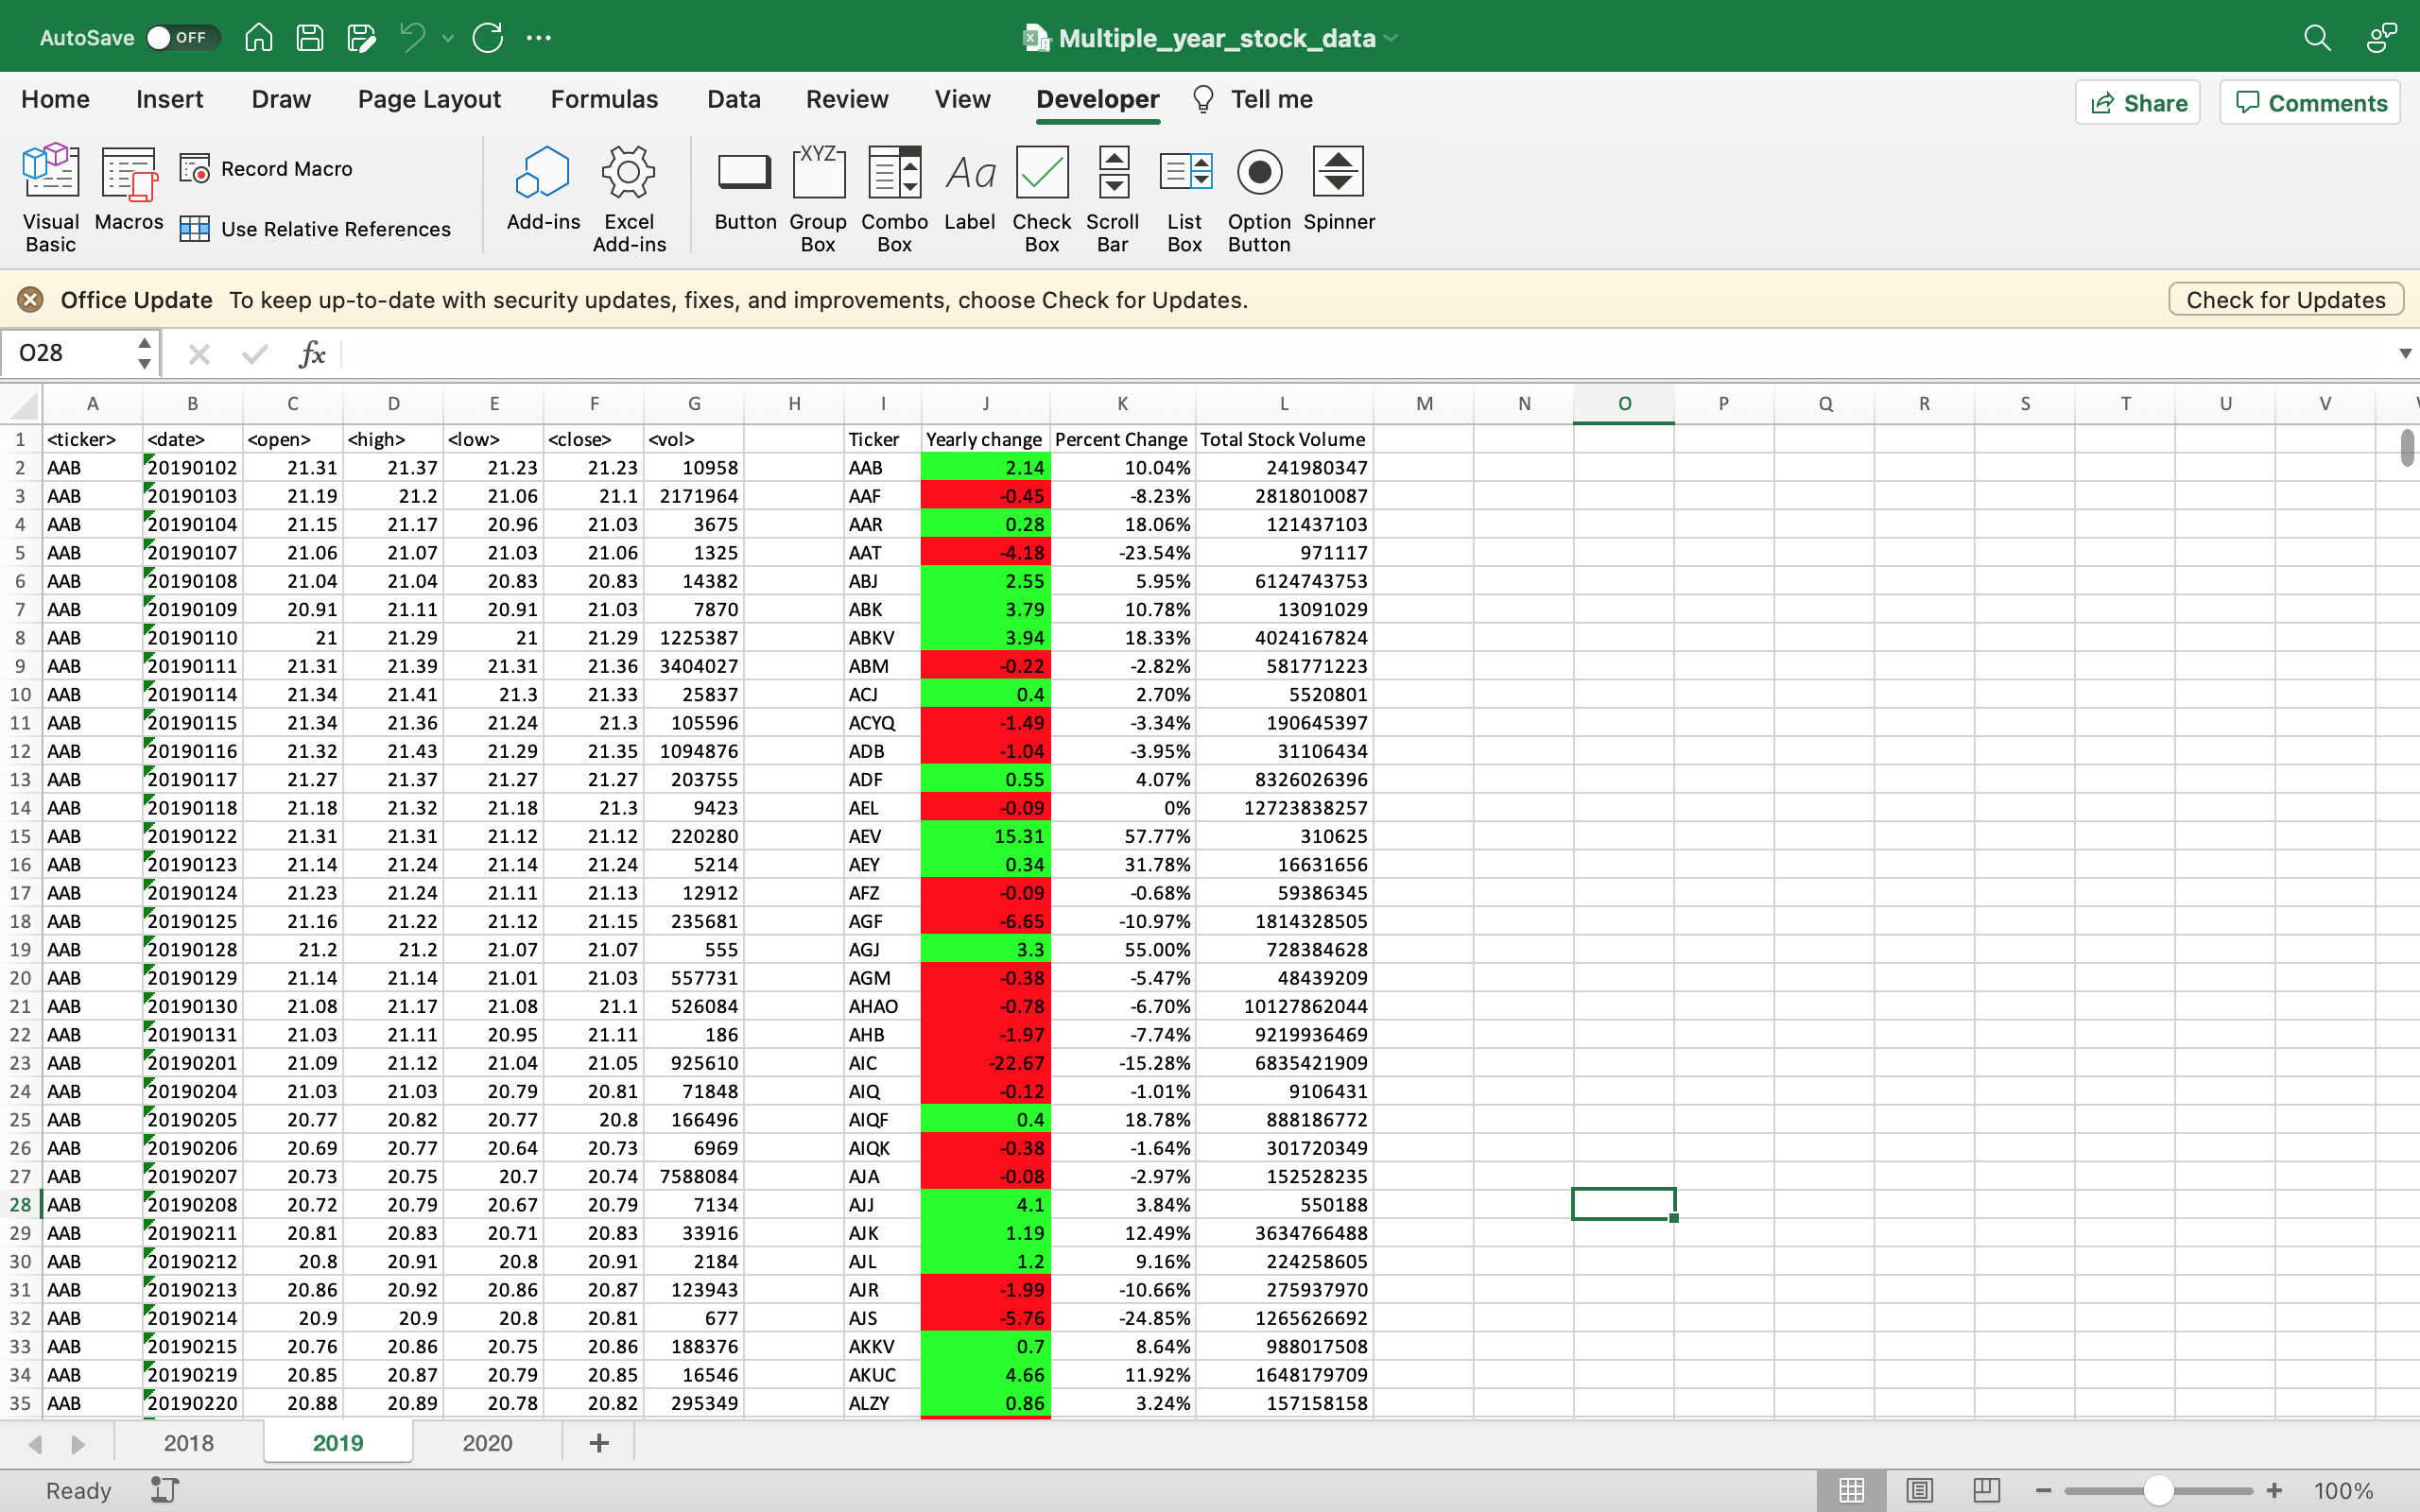 AutoSave OFF Multiple_year_stock_data
Home Insert Draw Page Layout Formulas Data Review View Developer Tell me Share Comments
Visual Basic Macros Record Macro Use Relative References Add-ins Excel Add-ins Button XYZ Group Box Combo Box Aa Label Check Box Scroll Bar List Box Option Button Spinner
Office Update To keep up-to-date with security updates, fixes, and improvements, choose Check for Updates. Check for Updates
O28 fx
A B C D E F G H I J K L M N O P Q R S T U V
1 <ticker> <date> <open> <high> <low> <close> <vol> Ticker Yearly change Percent Change Total Stock Volume
2 AAB 20190102 21.31 21.37 21.23 21.23 10958 AAB 2.14 10.04% 241980347
3 AAB 20190103 21.19 21.2 21.06 21.1 2171964 AAF -0.45 -8.23% 2818010087
4 AAB 20190104 21.15 21.17 20.96 21.03 3675 AAR 0.28 18.06% 121437103
5 AAB 20190107 21.06 21.07 21.03 21.06 1325 AAT -4.18 -23.54% 971117
6 AAB 20190108 21.04 21.04 20.83 20.83 14382 ABJ 2.55 5.95% 6124743753
7 AAB 20190109 20.91 21.11 20.91 21.03 7870 ABK 3.79 10.78% 13091029
8 AAB 20190110 21 21.29 21 21.29 1225387 ABKV 3.94 18.33% 4024167824
9 AAB 20190111 21.31 21.39 21.31 21.36 3404027 ABM -0.22 -2.82% 581771223
10 AAB 20190114 21.34 21.41 21.3 21.33 25837 ACJ 0.4 2.70% 5520801
11 AAB 20190115 21.34 21.36 21.24 21.3 105596 ACYQ -1.49 -3.34% 190645397
12 AAB 20190116 21.32 21.43 21.29 21.35 1094876 ADB -1.04 -3.95% 31106434
13 AAB 20190117 21.27 21.37 21.27 21.27 203755 ADF 0.55 4.07% 8326026396
14 AAB 20190118 21.18 21.32 21.18 21.3 9423 AEL -0.09 0% 12723838257
15 AAB 20190122 21.31 21.31 21.12 21.12 220280 AEV 15.31 57.77% 310625
16 AAB 20190123 21.14 21.24 21.14 21.24 5214 AEY 0.34 31.78% 16631656
17 AAB 20190124 21.23 21.24 21.11 21.13 12912 AFZ -0.09 -0.68% 59386345
18 AAB 20190125 21.16 21.22 21.12 21.15 235681 AGF -6.65 -10.97% 1814328505
19 AAB 20190128 21.2 21.2 21.07 21.07 555 AGJ 3.3 55.00% 728384628
20 AAB 20190129 21.14 21.14 21.01 21.03 557731 AGM -0.38 -5.47% 48439209
21 AAB 20190130 21.08 21.17 21.08 21.1 526084 AHAO -0.78 -6.70% 10127862044
22 AAB 20190131 21.03 21.11 20.95 21.11 186 AHB -1.97 -7.74% 9219936469
23 AAB 20190201 21.09 21.12 21.04 21.05 925610 AIC -22.67 -15.28% 6835421909
24 AAB 20190204 21.03 21.03 20.79 20.81 71848 AIQ -0.12 -1.01% 9106431
25 AAB 20190205 20.77 20.82 20.77 20.8 166496 AIQF 0.4 18.78% 888186772
26 AAB 20190206 20.69 20.77 20.64 20.73 6969 AIQK -0.38 -1.64% 301720349
27 AAB 20190207 20.73 20.75 20.7 20.74 7588084 AJA -0.08 -2.97% 152528235
28 AAB 20190208 20.72 20.79 20.67 20.79 7134 AJJ 4.1 3.84% 550188
29 AAB 20190211 20.81 20.83 20.71 20.83 33916 AJK 1.19 12.49% 3634766488
30 AAB 20190212 20.8 20.91 20.8 20.91 2184 AJL 1.2 9.16% 224258605
31 AAB 20190213 20.86 20.92 20.86 20.87 123943 AJR -1.99 -10.66% 275937970
32 AAB 20190214 20.9 20.9 20.8 20.81 677 AJS -5.76 -24.85% 1265626692
33 AAB 20190215 20.76 20.86 20.75 20.86 188376 AKKV 0.7 8.64% 988017508
34 AAB 20190219 20.85 20.87 20.79 20.85 16546 AKUC 4.66 11.92% 1648179709
35 AAB 20190220 20.88 20.89 20.78 20.82 295349 ALZY 0.86 3.24% 157158158
2018 2019 2020
Ready 100%